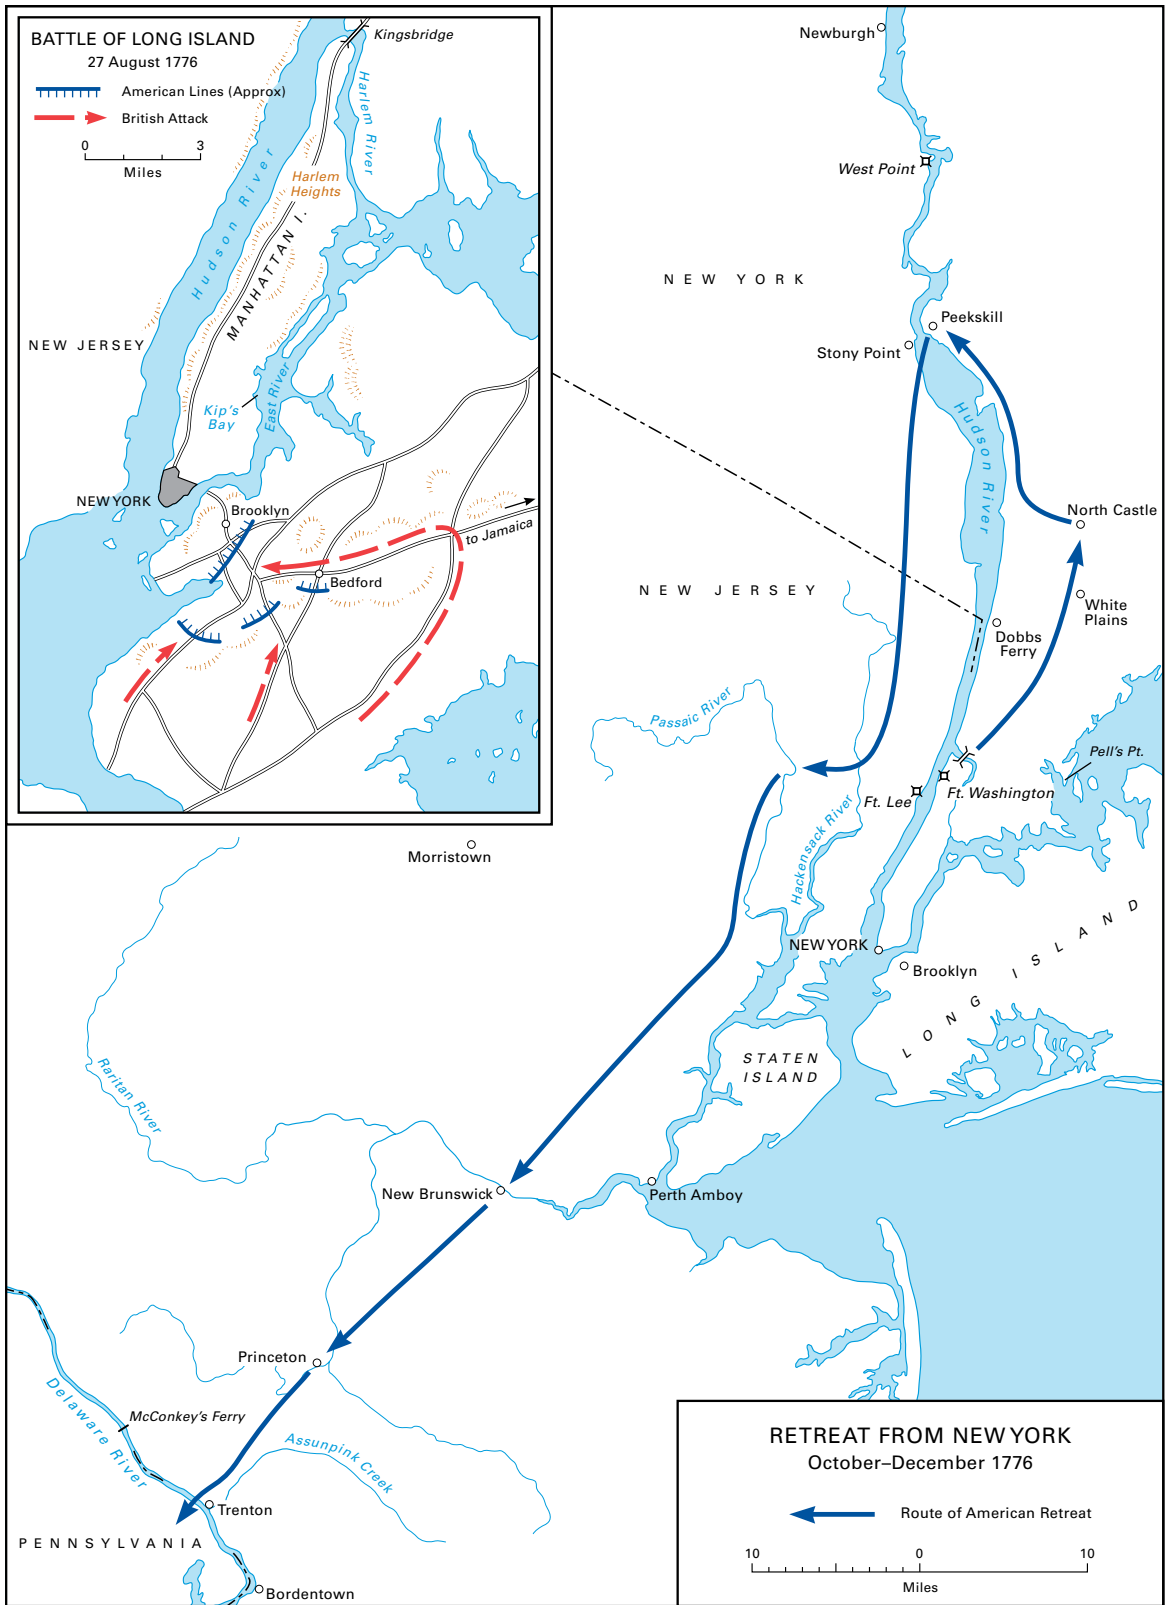 BATTLE OF LONG ISLAND
27 August 1776
American Lines (Approx)
British Attack
0 3
Miles
Kingsbridge
Harlem River
Hudson River
Harlem
Heights
MANHATTAN I.
NEW JERSEY
Kip's
Bay
East River
NEW YORK
Brooklyn
to Jamaica
Bedford
Newburgh
West Point
NEW YORK
Peekskill
Stony Point
Hudson River
North Castle
NEW JERSEY
White
Plains
Dobbs
Ferry
Passaic River
Pell's Pt.
Ft. Washington
Ft. Lee
Hackensack River
Morristown
NEW YORK
Brooklyn
LONG ISLAND
STATEN
ISLAND
Raritan River
New Brunswick
Perth Amboy
Princeton
Delaware River
McConkey's Ferry
Assunpink Creek
Trenton
PENNSYLVANIA
Bordentown
RETREAT FROM NEW YORK
October–December 1776
Route of American Retreat
10 0 10
Miles